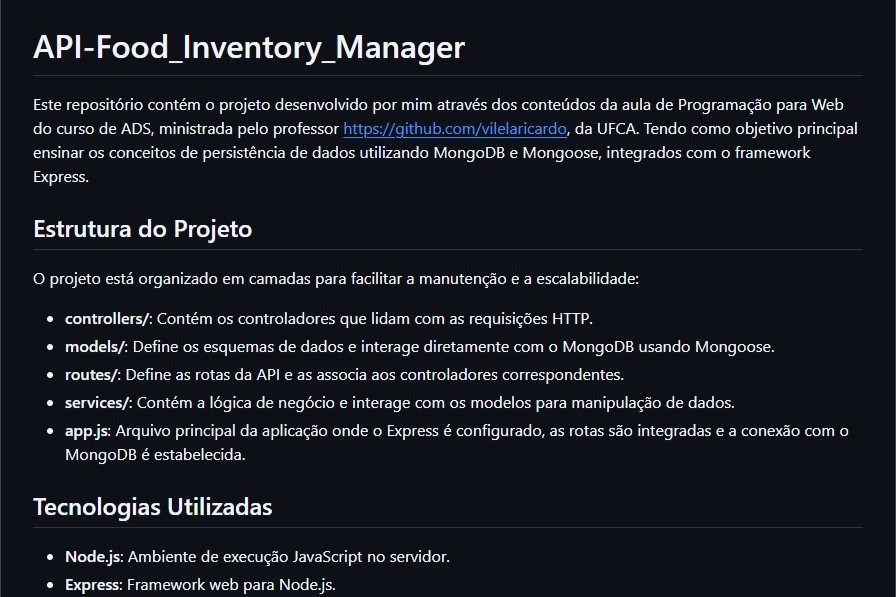 API-Food_Inventory_Manager
Este repositório contém o projeto desenvolvido por mim através dos conteúdos da aula de Programação para Web
do curso de ADS, ministrada pelo professor https://github.com/vilelaricardo, da UFCA. Tendo como objetivo principal
ensinar os conceitos de persistência de dados utilizando MongoDB e Mongoose, integrados com o framework
Express.
Estrutura do Projeto
O projeto está organizado em camadas para facilitar a manutenção e a escalabilidade:
• controllers/: Contém os controladores que lidam com as requisições HTTP.
• models/: Define os esquemas de dados e interage diretamente com o MongoDB usando Mongoose.
• routes/: Define as rotas da API e as associa aos controladores correspondentes.
• services/: Contém a lógica de negócio e interage com os modelos para manipulação de dados.
• app.js: Arquivo principal da aplicação onde o Express é configurado, as rotas são integradas e a conexão com o
MongoDB é estabelecida.
Tecnologias Utilizadas
• Node.js: Ambiente de execução JavaScript no servidor.
• Express: Framework web para Node.js.